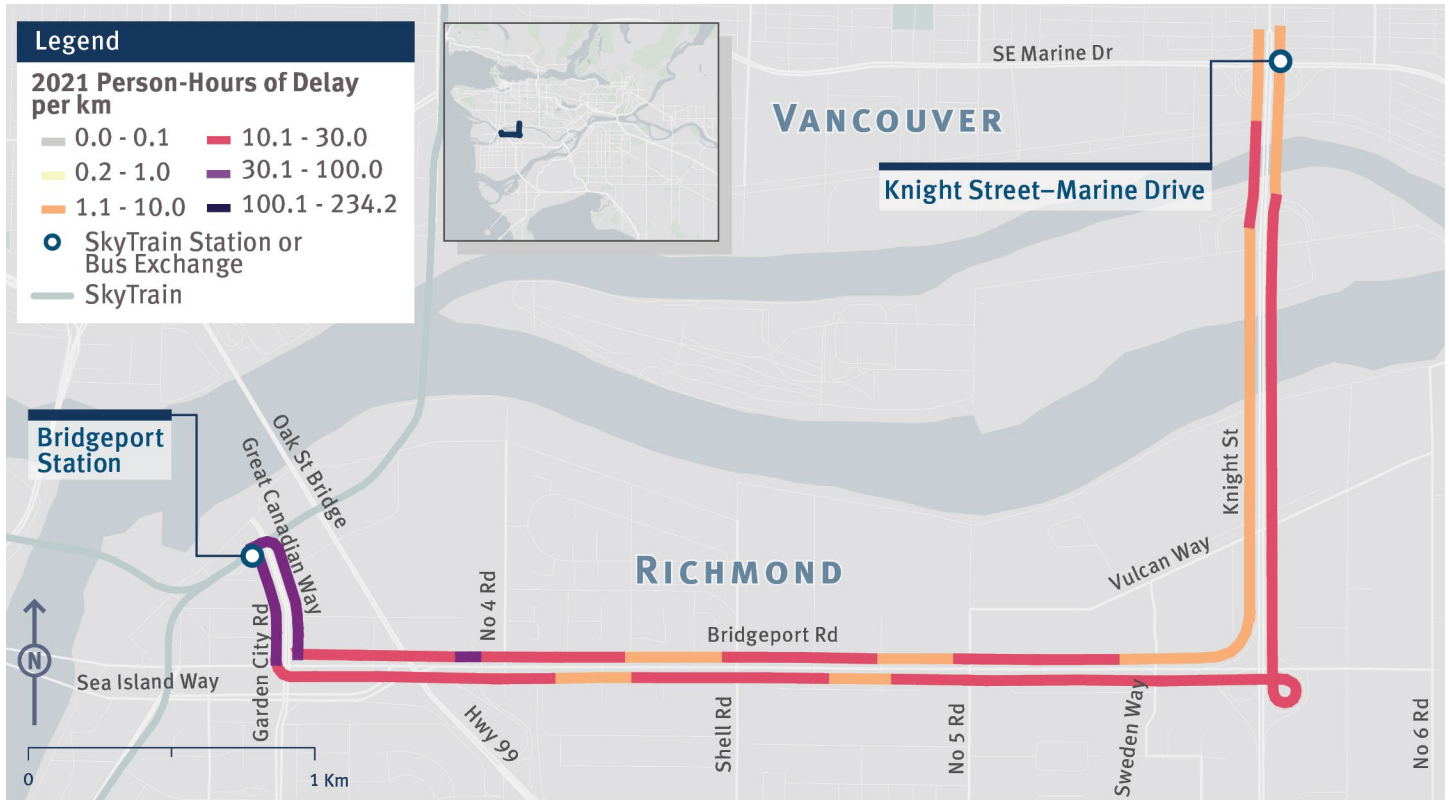 Legend
2021 Person-Hours of Delay
per km
0.0 - 0.1
10.1 - 30.0
0.2 - 1.0
30.1 - 100.0
1.1 - 10.0
100.1 - 234.2
SkyTrain Station or
Bus Exchange
SkyTrain
SE Marine Dr
VANCOUVER
Knight Street–Marine Drive
Bridgeport
Station
Oak St Bridge
Great Canadian Way
Knight St
RICHMOND
Vulcan Way
No 4 Rd
Bridgeport Rd
N
Sea Island Way
Garden City Rd
Hwy 99
Shell Rd
No 5 Rd
Sweden Way
No 6 Rd
0
1 Km